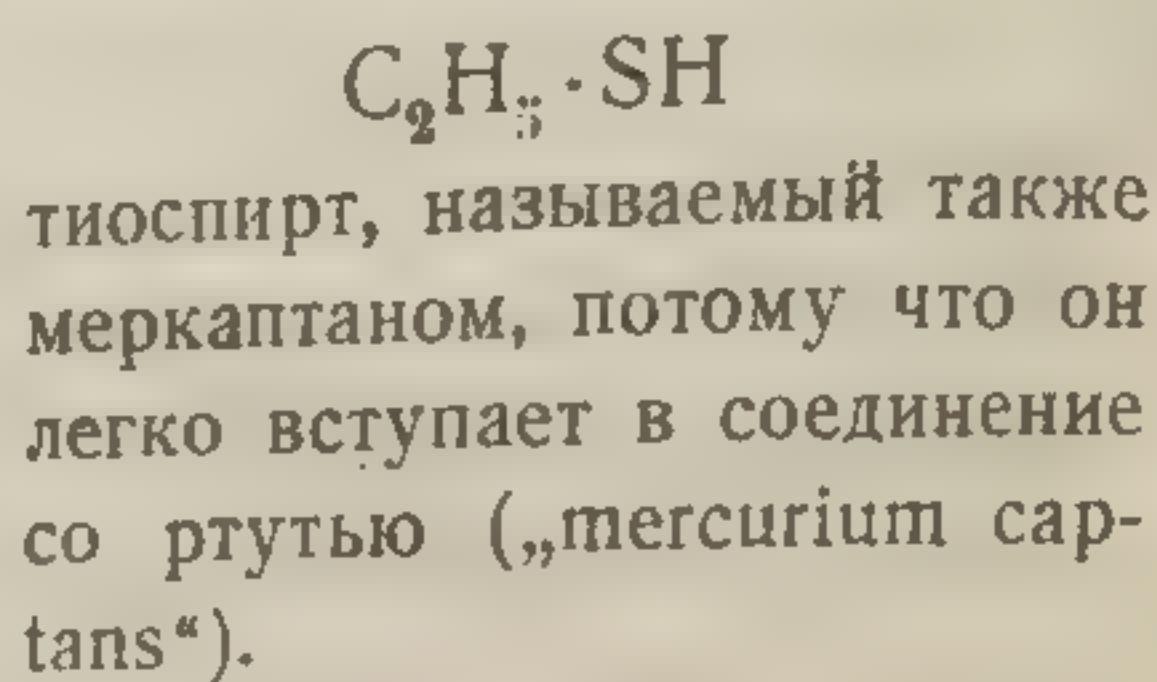 C₂H₅ · SH
тиоспирт, называемый также
меркаптаном, потому что он
легко вступает в соединение
со ртутью („mercurium cap-
tans“).